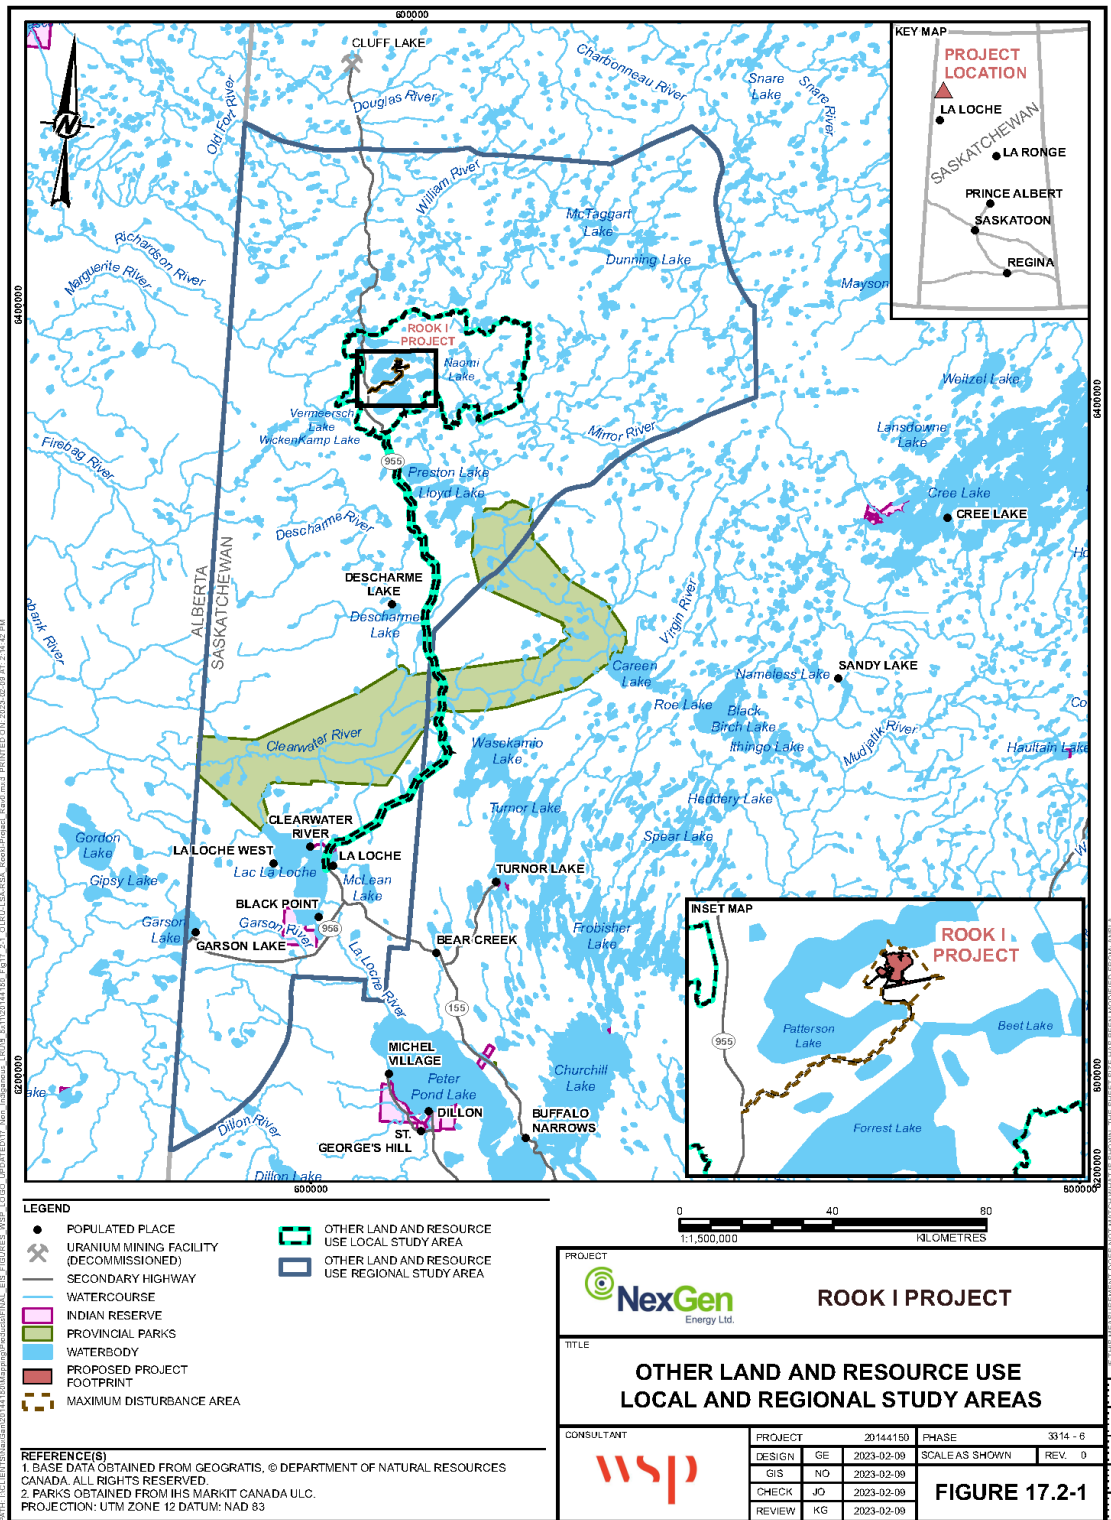 600000
CLUFF LAKE
Charbonneau River
Snare
Lake
Snare River
Douglas River
Old Fort River
N
William River
McTaggart
Lake
Dunning Lake
Richardson River
Marguerite River
Mayson
6400000
KEY MAP
PROJECT
LOCATION
LA LOCHE
SASKATCHEWAN
LA RONGE
PRINCE ALBERT
SASKATOON
REGINA
ROOK I
PROJECT
Naomi
Lake
Weitzel Lake
6400000
Vermeersch
Lake
Wickenkamp Lake
Mirror River
Lansdowne
Lake
Firebag River
955
Preston Lake
Lloyd Lake
Cree Lake
CREE LAKE
Descharme River
ALBERTA
SASKATCHEWAN
DESCHARME
LAKE
Descharme
Lake
Virgin River
Careen
Lake
Nameless Lake
SANDY LAKE
Roe Lake
Black
Birch Lake
Ithingo Lake
Mudjatik River
Haultain Lake
Clearwater River
Wasekamio
Lake
Turnor Lake
Heddery Lake
Spear Lake
CLEARWATER
RIVER
Gordon
Lake
LA LOCHE WEST
LA LOCHE
Lac La Loche
McLean
Lake
TURNOR LAKE
Gipsy Lake
BLACK POINT
Garson
Lake
Garson River
956
GARSON LAKE
Frobisher
Lake
BEAR CREEK
La Loche River
155
MICHEL
VILLAGE
Peter
Pond Lake
Churchill
Lake
DILLON
BUFFALO
NARROWS
ST.
GEORGE'S HILL
Dillon River
Dillon Lake
6200000
INSET MAP
ROOK I
PROJECT
Patterson
Lake
Beet Lake
955
Forrest Lake
6200000
600000
600000
LEGEND
POPULATED PLACE
URANIUM MINING FACILITY
(DECOMMISSIONED)
SECONDARY HIGHWAY
WATERCOURSE
INDIAN RESERVE
PROVINCIAL PARKS
WATERBODY
PROPOSED PROJECT
FOOTPRINT
MAXIMUM DISTURBANCE AREA
OTHER LAND AND RESOURCE
USE LOCAL STUDY AREA
OTHER LAND AND RESOURCE
USE REGIONAL STUDY AREA
0 40 80
1:1,500,000 KILOMETRES
REFERENCE(S)
1. BASE DATA OBTAINED FROM GEOGRATIS, © DEPARTMENT OF NATURAL RESOURCES
CANADA. ALL RIGHTS RESERVED.
2. PARKS OBTAINED FROM IHS MARKIT CANADA ULC.
PROJECTION: UTM ZONE 12 DATUM: NAD 83
PROJECT
NexGen
Energy Ltd.
ROOK I PROJECT
TITLE
OTHER LAND AND RESOURCE USE
LOCAL AND REGIONAL STUDY AREAS
CONSULTANT
wsp
PROJECT 20144150 PHASE 3314 - 6
DESIGN GE 2023-02-09 SCALE AS SHOWN REV. 0
GIS NO 2023-02-09
CHECK JO 2023-02-09
REVIEW KG 2023-02-09
FIGURE 17.2-1